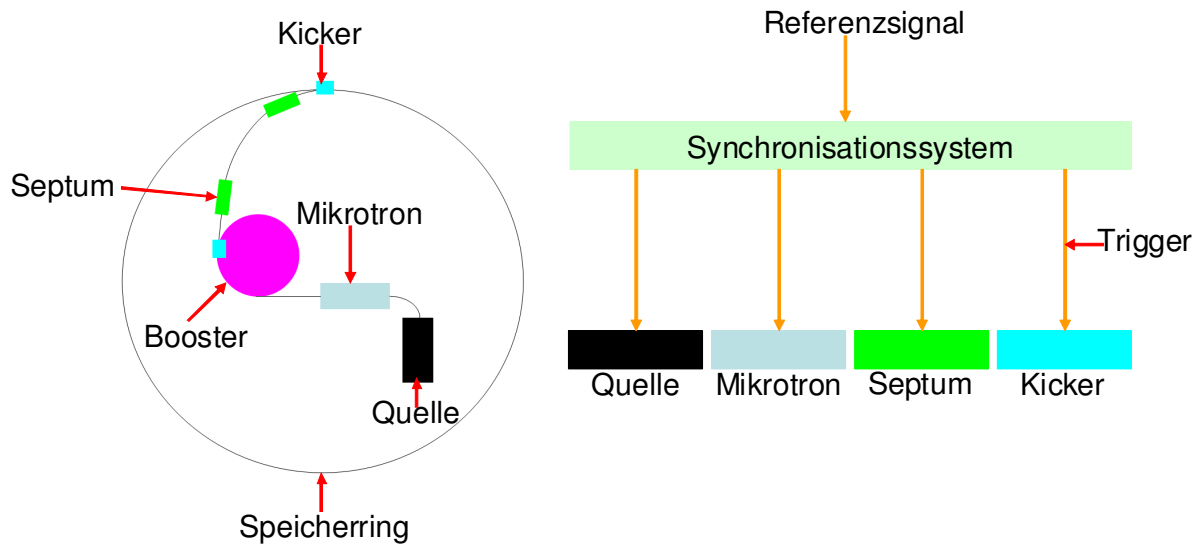 Kicker
Septum
Mikrotron
Booster
Quelle
Speicherring
Referenzsignal
Synchronisationssystem
Trigger
Quelle
Mikrotron
Septum
Kicker